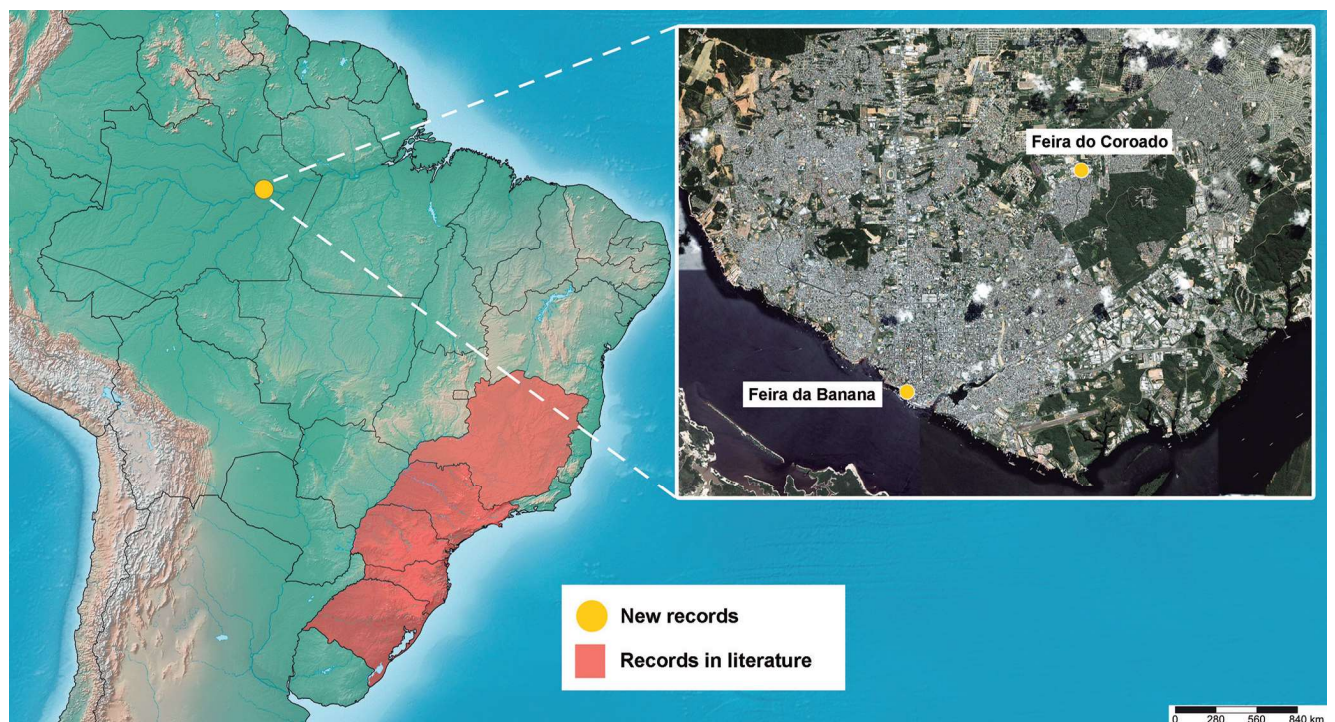 Feira do Coroado
Feira da Banana
New records
Records in literature
0 280 560 840 km